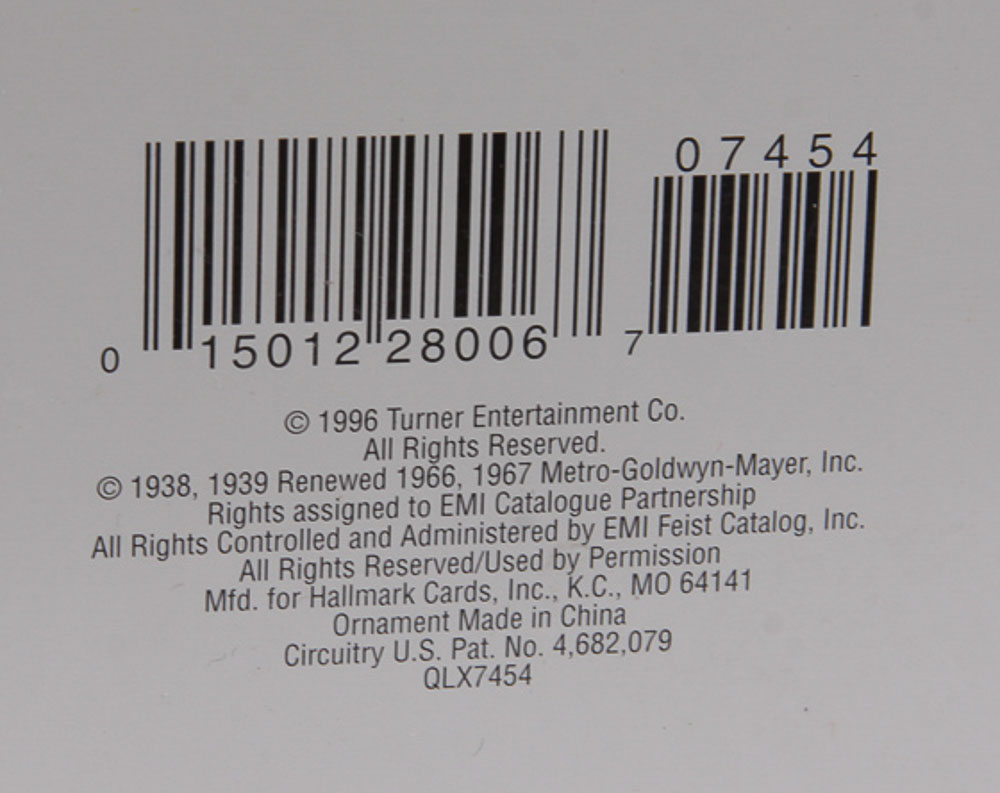 07454
0 15012 28006 7
© 1996 Turner Entertainment Co.
All Rights Reserved.
© 1938, 1939 Renewed 1966, 1967 Metro-Goldwyn-Mayer, Inc.
Rights assigned to EMI Catalogue Partnership
All Rights Controlled and Administered by EMI Feist Catalog, Inc.
All Rights Reserved/Used by Permission
Mfd. for Hallmark Cards, Inc., K.C., MO 64141
Ornament Made in China
Circuitry U.S. Pat. No. 4,682,079
QLX7454